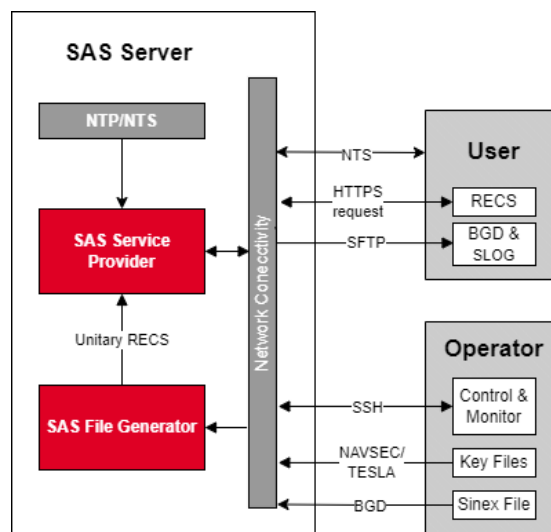 SAS Server
NTP/NTS
SAS Service
Provider
Unitary RECS
SAS File Generator
Network Conecctivity
NTS
HTTPS
request
SFTP
SSH
NAVSEC/
TESLA
BGD
User
RECS
BGD &
SLOG
Operator
Control &
Monitor
Key Files
Sinex File